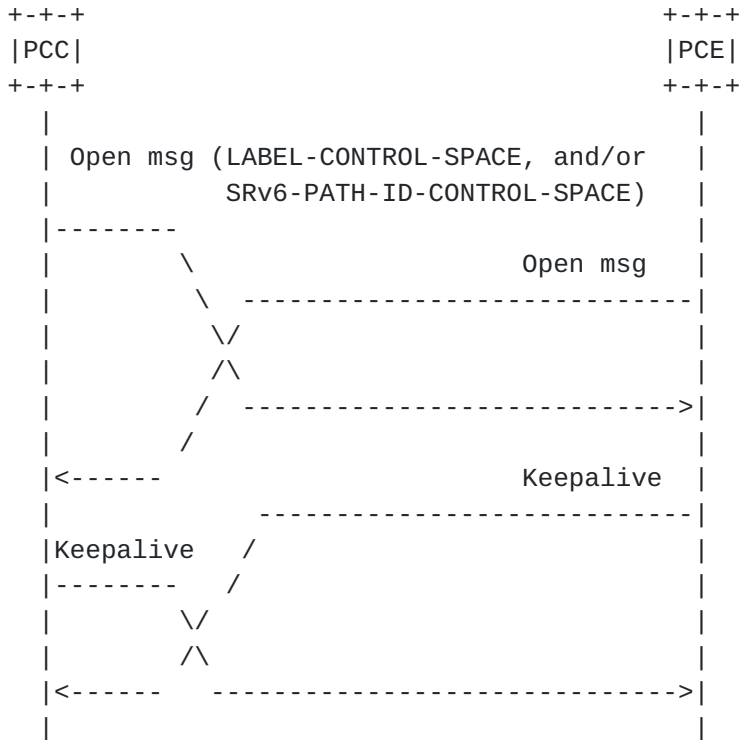 +-+-+                                     +-+-+
|PCC|                                     |PCE|
+-+-+                                     +-+-+
  |                                         |
  | Open msg (LABEL-CONTROL-SPACE, and/or   |
  |           SRv6-PATH-ID-CONTROL-SPACE)   |
  |--------                                 |
  |        \                     Open msg   |
  |         \  -----------------------------|
  |          \/                             |
  |          /\                             |
  |         /  ---------------------------->|
  |        /                                |
  |<------                       Keepalive  |
  |             ----------------------------|
  |Keepalive   /                            |
  |--------   /                             |
  |        \/                               |
  |        /\                               |
  |<------   ------------------------------>|
  |                                         |